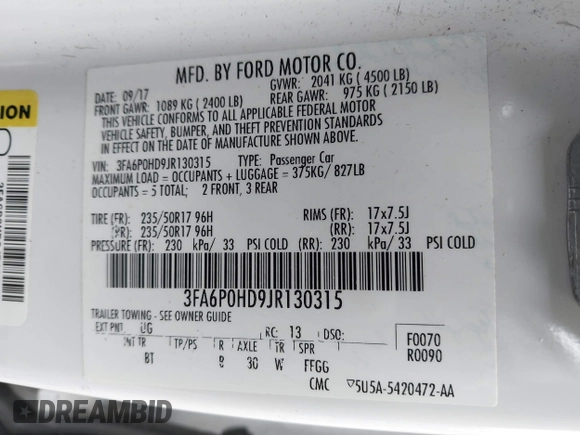 MFD. BY FORD MOTOR CO.
DATE: 09/17 GVWR: 2041 KG ( 4500 LB)
FRONT GAWR: 1089 KG ( 2400 LB) REAR GAWR: 975 KG ( 2150 LB)
THIS VEHICLE CONFORMS TO ALL APPLICABLE FEDERAL MOTOR
VEHICLE SAFETY, BUMPER, AND THEFT PREVENTION STANDARDS
IN EFFECT ON THE DATE OF MANUFACTURE SHOWN ABOVE.
VIN: 3FA6P0HD9JR130315 TYPE: Passenger Car
MAXIMUM LOAD = OCCUPANTS + LUGGAGE = 375KG/ 827LB
OCCUPANTS = 5 TOTAL; 2 FRONT, 3 REAR
TIRE (FR): 235/50R17 96H RIMS (FR): 17x7.5J
(RR): 235/50R17 96H (RR): 17x7.5J
PRESSURE (FR): 230 kPa/ 33 PSI COLD (RR): 230 kPa/ 33 PSI COLD
3FA6P0HD9JR130315
TRAILER TOWING - SEE OWNER GUIDE
EXT PNT: UG RC: 13 DSO: F0070
INT TR TP/PS R AXLE TR SPR R0090
BT 30 W FFGG
CMC 5U5A-5420472-AA
DREAMBID